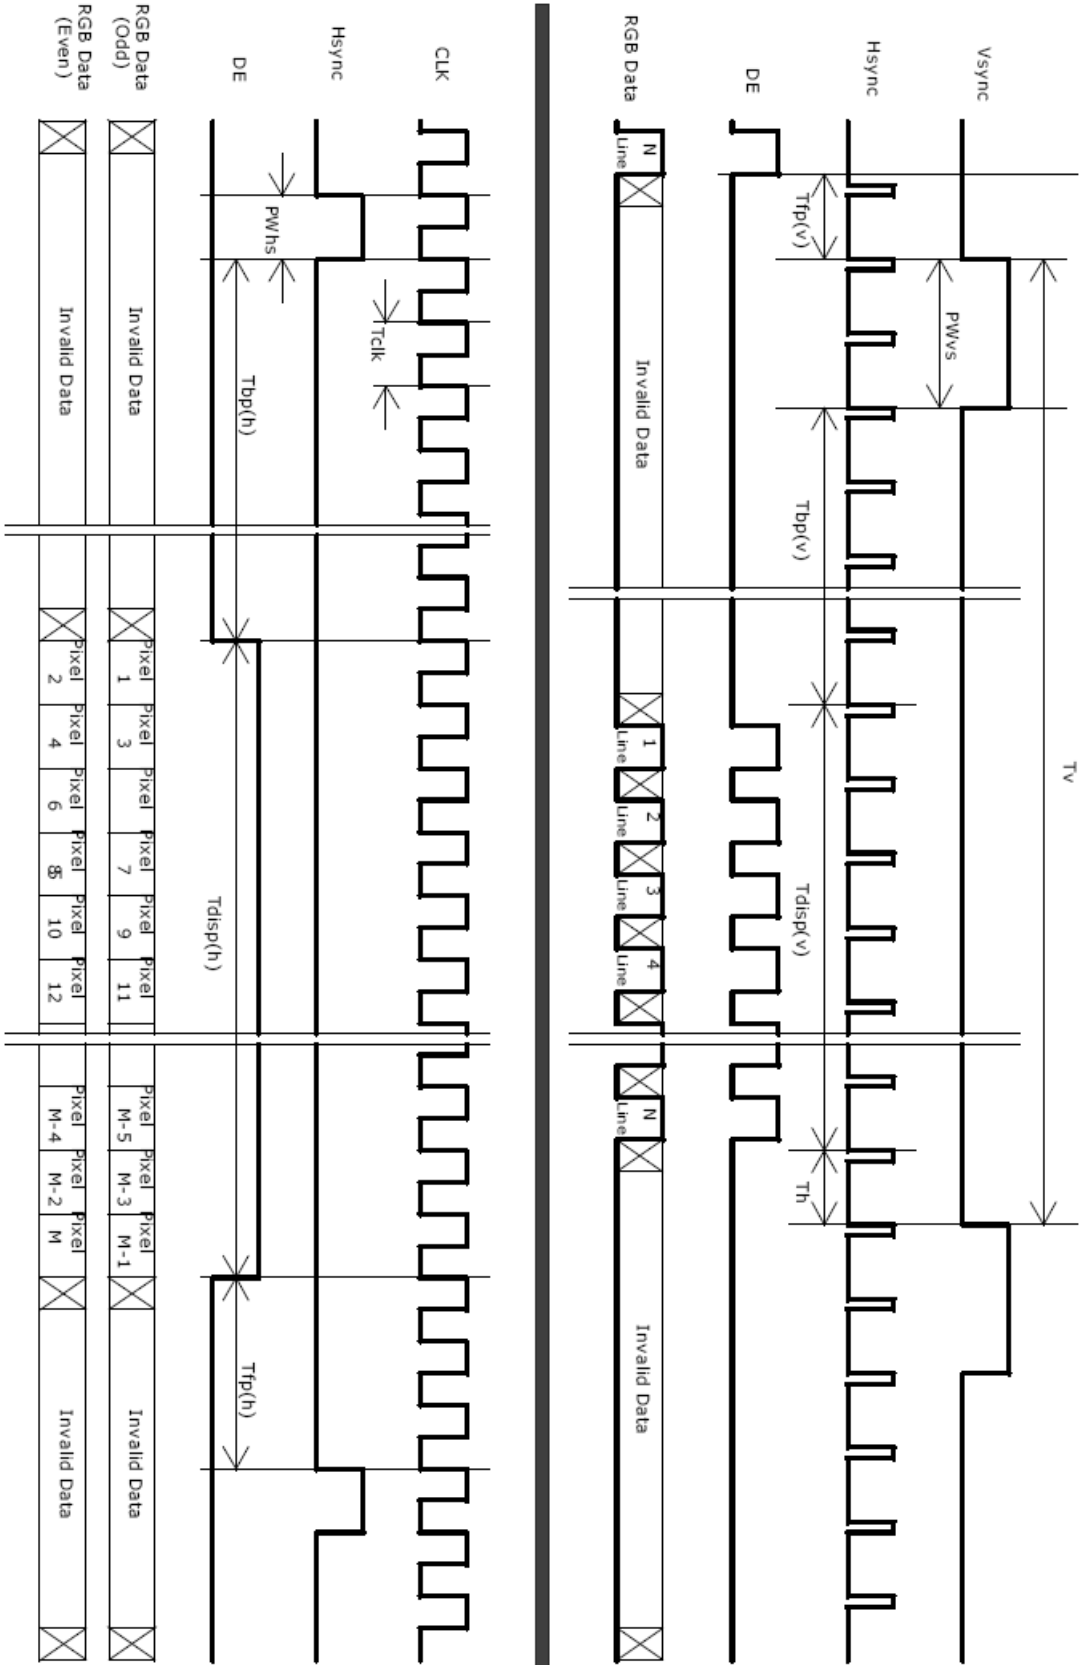 Tv
Vsync
PWvs
Hsync
Tfp(v)
Tbp(v)
Tdisp(v)
Th
DE
RGB Data
N
Line
Invalid Data
1
Line
2
Line
3
Line
4
Line
N
Line
Invalid Data
CLK
Tclk
Hsync
PWhs
DE
Tbp(h)
Tdisp(h)
Tfp(h)
RGB Data
(Odd)
Invalid Data
Pixel
1
Pixel
3
Pixel
Pixel
7
Pixel
9
Pixel
11
Pixel
M-5
Pixel
M-3
Pixel
M-1
Invalid Data
RGB Data
(Even)
Invalid Data
Pixel
2
Pixel
4
Pixel
6
Pixel
Pixel
10
Pixel
12
Pixel
M-4
Pixel
M-2
Pixel
M
Invalid Data